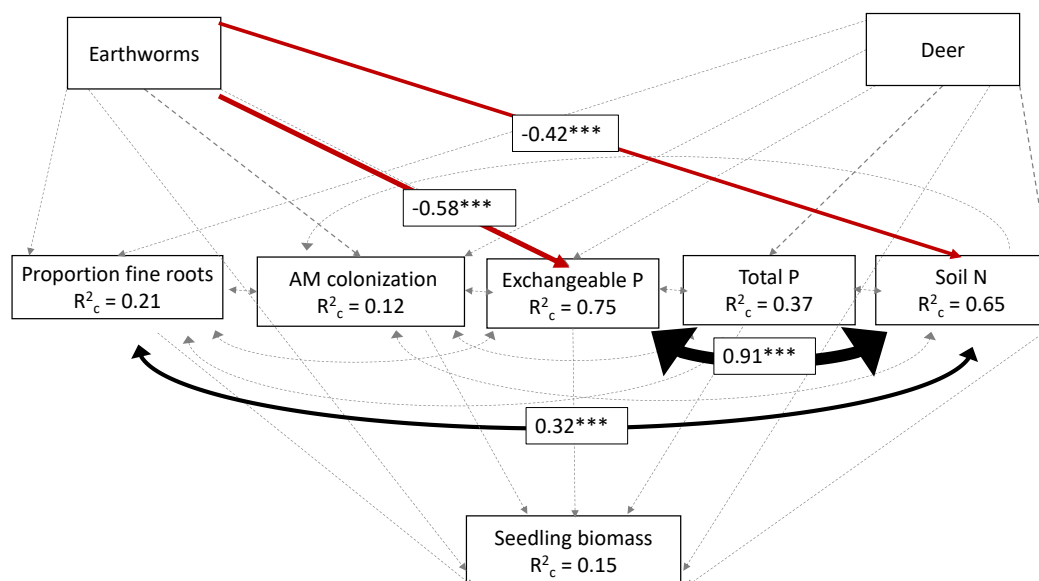 Earthworms
Deer
-0.42***
-0.58***
Proportion fine roots
R²c = 0.21
AM colonization
R²c = 0.12
Exchangeable P
R²c = 0.75
Total P
R²c = 0.37
Soil N
R²c = 0.65
0.91***
0.32***
Seedling biomass
R²c = 0.15